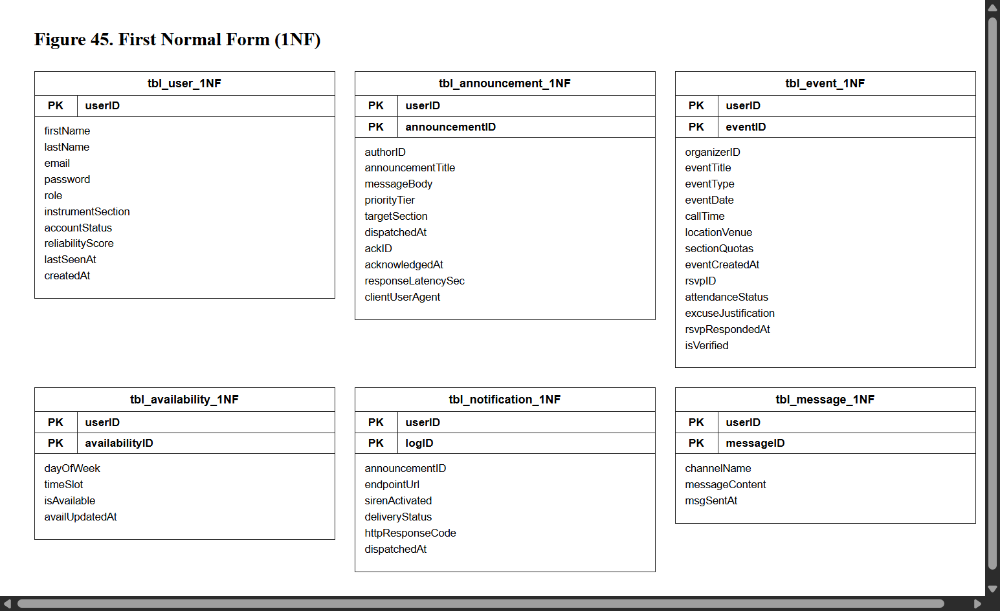 Figure 45. First Normal Form (1NF)
tbl_user_1NF
PK userID
firstName
lastName
email
password
role
instrumentSection
accountStatus
reliabilityScore
lastSeenAt
createdAt
tbl_announcement_1NF
PK userID
PK announcementID
authorID
announcementTitle
messageBody
priorityTier
targetSection
dispatchedAt
ackID
acknowledgedAt
responseLatencySec
clientUserAgent
tbl_event_1NF
PK userID
PK eventID
organizerID
eventTitle
eventType
eventDate
callTime
locationVenue
sectionQuotas
eventCreatedAt
rsvpID
attendanceStatus
excuseJustification
rsvpRespondedAt
isVerified
tbl_availability_1NF
PK userID
PK availabilityID
dayOfWeek
timeSlot
isAvailable
availUpdatedAt
tbl_notification_1NF
PK userID
PK logID
announcementID
endpointUrl
sirenActivated
deliveryStatus
httpResponseCode
dispatchedAt
tbl_message_1NF
PK userID
PK messageID
channelName
messageContent
msgSentAt